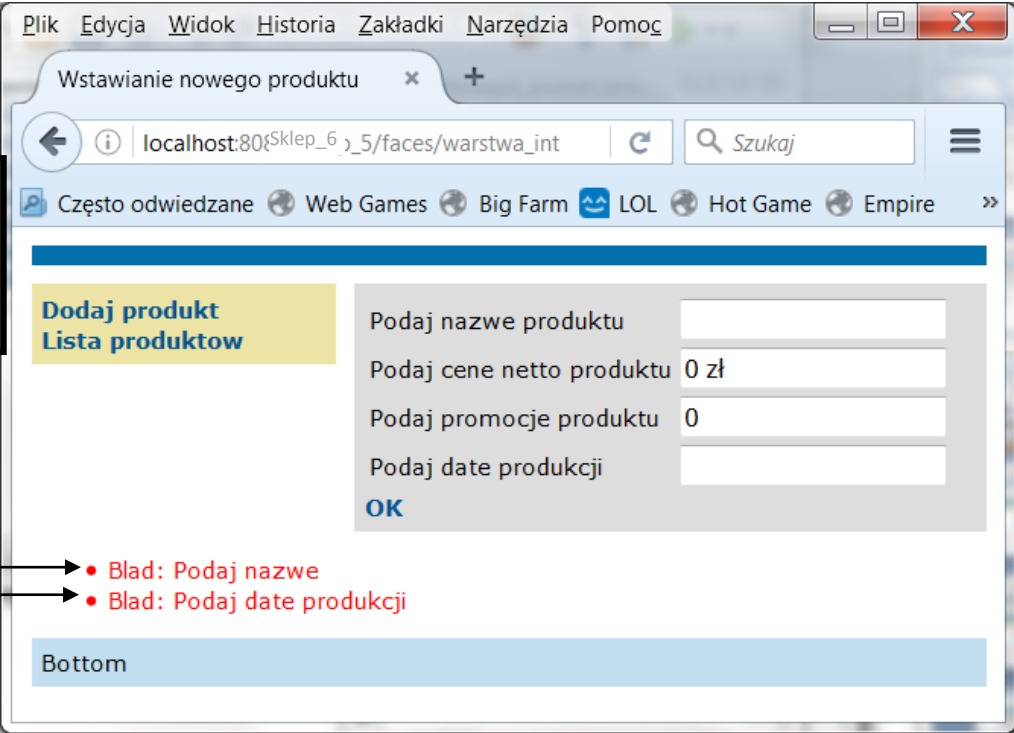 Plik Edycja Widok Historia Zakładki Narzędzia Pomoc
Wstawianie nowego produktu × +
localhost:808 Sklep_6 _5/faces/warstwa_int Szukaj
Często odwiedzane Web Games Big Farm LOL Hot Game Empire »
Dodaj produkt
Lista produktow
Podaj nazwe produktu
Podaj cene netto produktu 0 zł
Podaj promocje produktu 0
Podaj date produkcji
OK
• Blad: Podaj nazwe
• Blad: Podaj date produkcji
Bottom